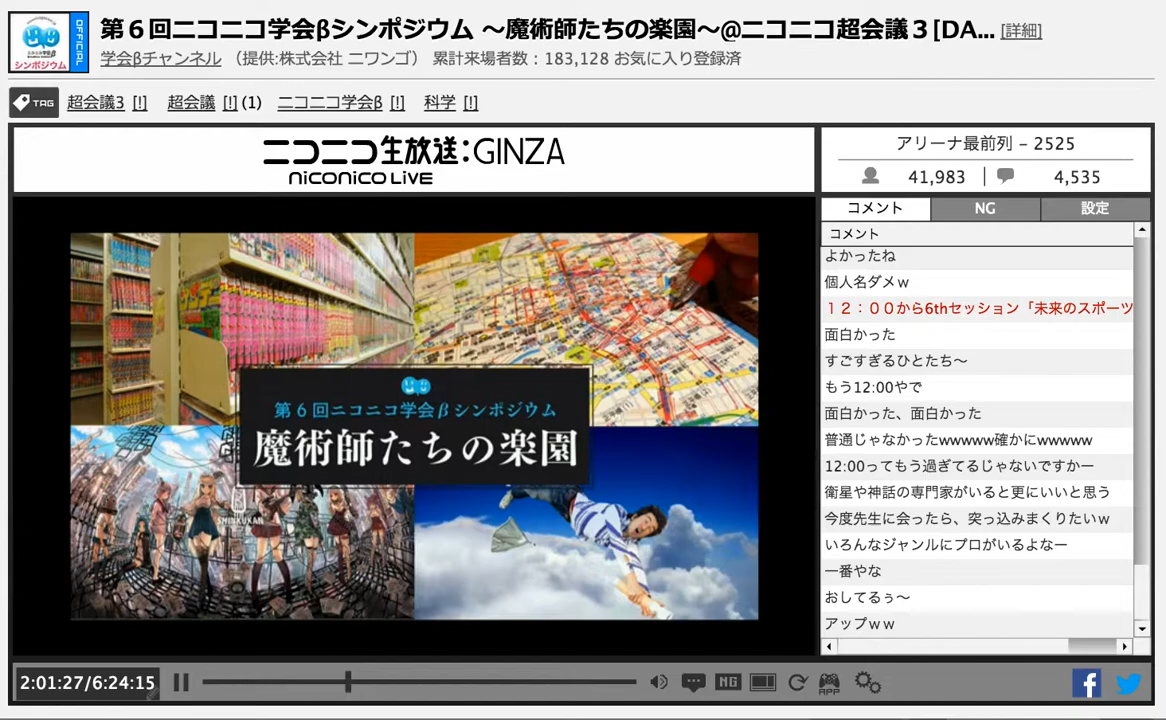 第６回ニコニコ学会βシンポジウム ～魔術師たちの楽園～@ニコニコ超会議３[DA... [詳細]
OFFICIAL
シンポジウム
学会βチャンネル （提供:株式会社 ニワンゴ） 累計来場者数：183,128 お気に入り登録済
TAG 超会議3 [!] 超会議 [!] (1) ニコニコ学会β [!] 科学 [!]
ニコニコ生放送:GINZA
niconico Live
アリーナ最前列 − 2525
41,983 | 4,535
コメント NG 設定
コメント
よかったね
個人名ダメｗ
１２：００から6thセッション「未来のスポーツ
面白かった
すごすぎるひとたち～
もう12:00やで
面白かった、面白かった
普通じゃなかったwwwww確かにwwwww
12:00ってもう過ぎてるじゃないですかー
衛星や神話の専門家がいると更にいいと思う
今度先生に会ったら、突っ込みまくりたいｗ
いろんなジャンルにプロがいるよなー
一番やな
おしてるぅ～
アップｗｗ
第６回ニコニコ学会βシンポジウム
魔術師たちの楽園
SHINKUKAN
2:01:27/6:24:15
NG
APP